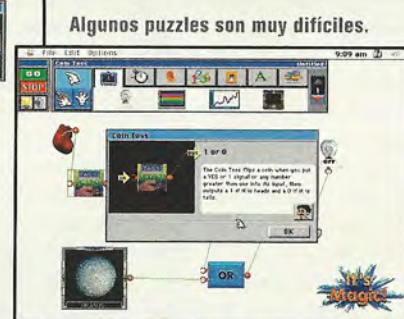 Algunos puzzles son muy difíciles.
File Edit Options
9:09 am
Coin Toss
Untitled
GO
STOP
A
Coin Toss
1 or 0
The Coin Toss flips a coin when you put
a YES or 1 signal or any number
greater than one into its input, then
outputs a 1 if it is heads and a 0 if it is
tails.
OK
OFF
OR
It's
Magic!